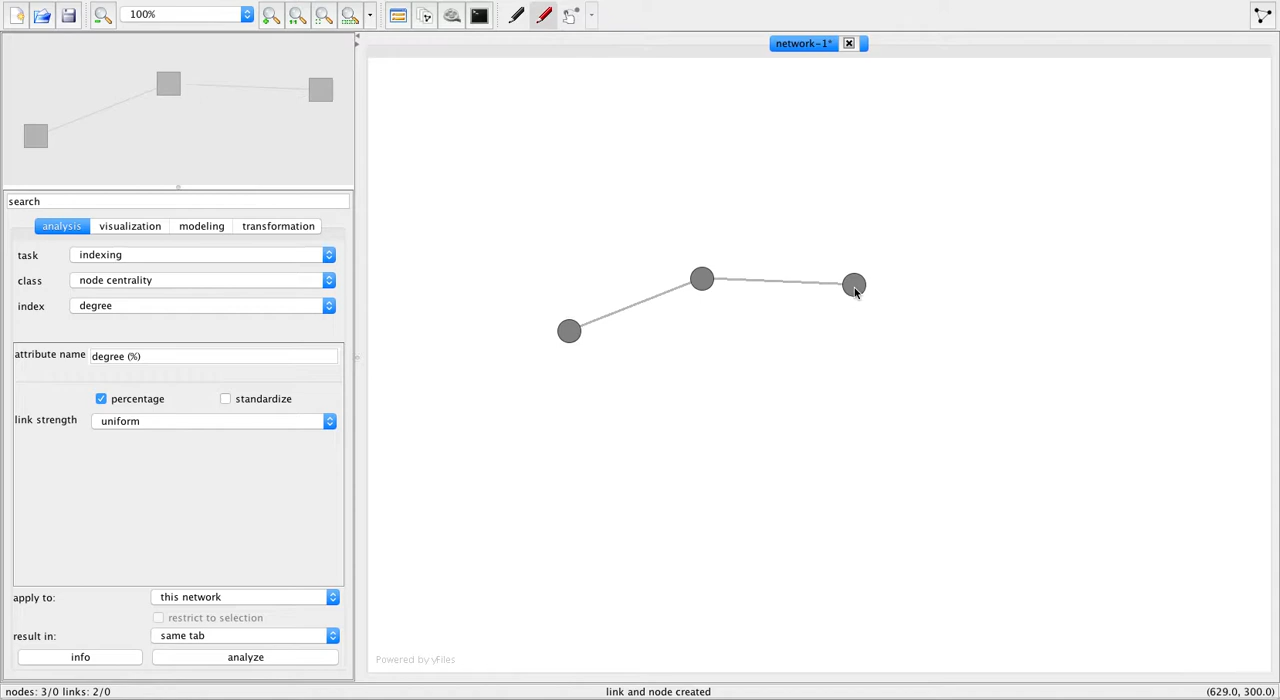 100%
network-1*
search
analysis visualization modeling transformation
task indexing
class node centrality
index degree
attribute name degree (%)
percentage standardize
link strength uniform
apply to: this network
restrict to selection
result in: same tab
info analyze
Powered by yFiles
nodes: 3/0 links: 2/0 link and node created (629.0, 300.0)